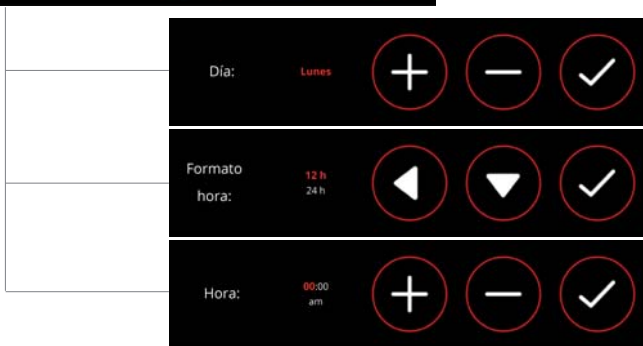 Día: Lunes
Formato hora: 12 h
24 h
Hora: 00:00
am